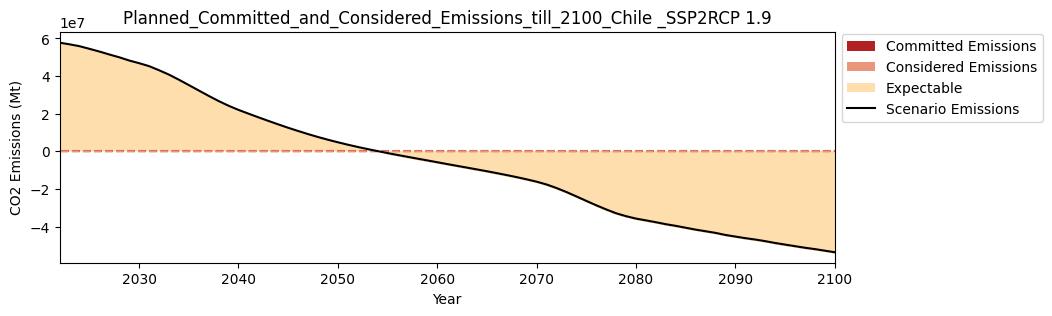 Planned_Committed_and_Considered_Emissions_till_2100_Chile _SSP2RCP 1.9
1e7
6
4
2
0
−2
−4
CO2 Emissions (Mt)
2030 2040 2050 2060 2070 2080 2090 2100
Year
Committed Emissions
Considered Emissions
Expectable
Scenario Emissions